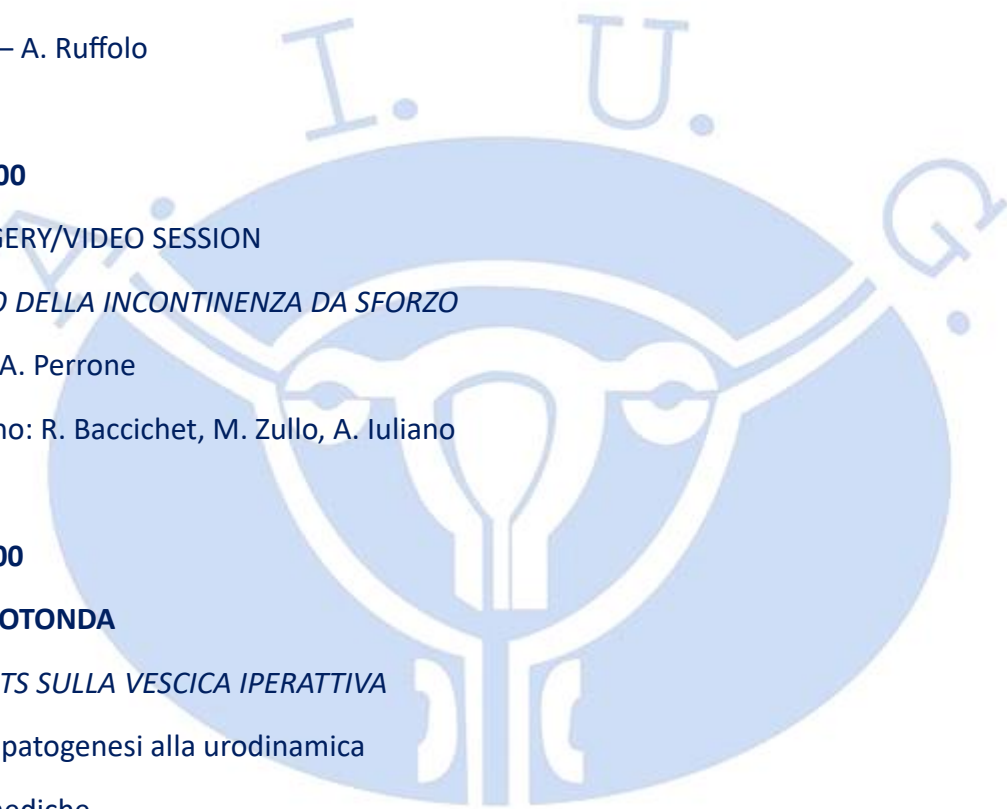 A. I. U. G.
– A. Ruffolo
00
GERY/VIDEO SESSION
O DELLA INCONTINENZA DA SFORZO
A. Perrone
no: R. Baccichet, M. Zullo, A. Iuliano
00
OTONDA
TS SULLA VESCICA IPERATTIVA
patogenesi alla urodinamica